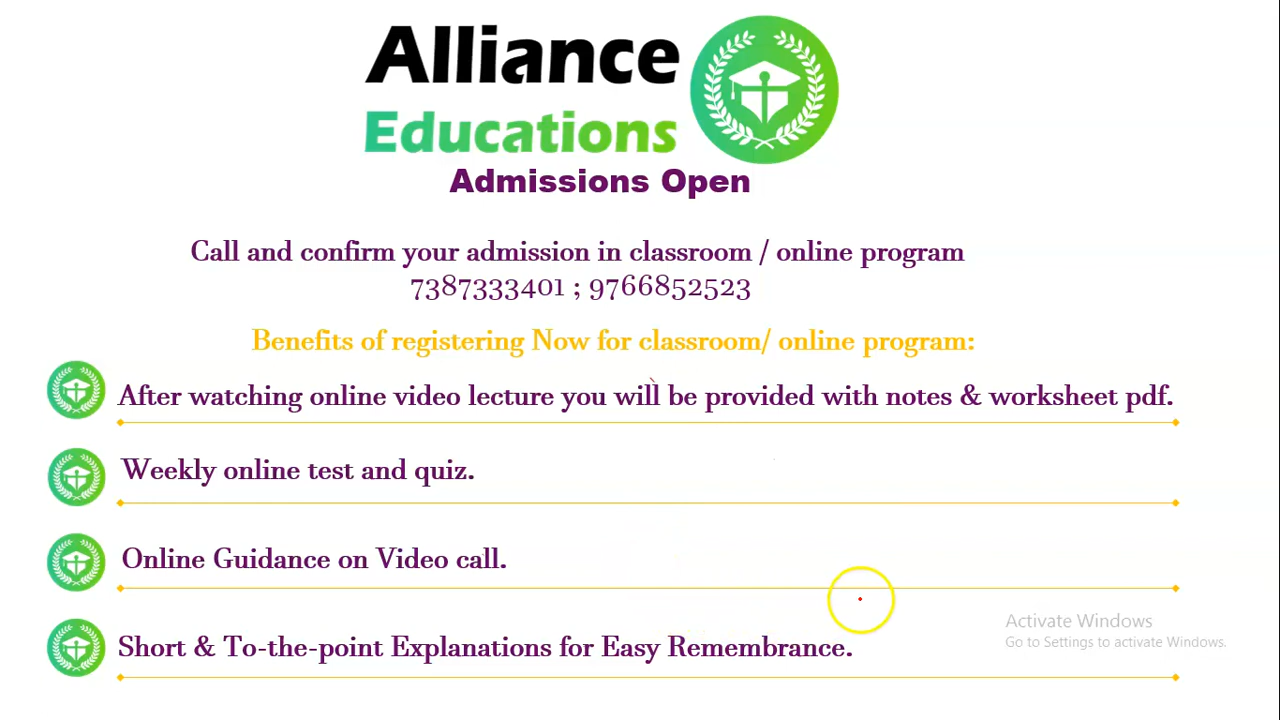 Alliance
Educations
Admissions Open
Call and confirm your admission in classroom / online program
7387333401 ; 9766852523
Benefits of registering Now for classroom/ online program:
After watching online video lecture you will be provided with notes & worksheet pdf.
Weekly online test and quiz.
Online Guidance on Video call.
Short & To-the-point Explanations for Easy Remembrance.
Activate Windows
Go to Settings to activate Windows.